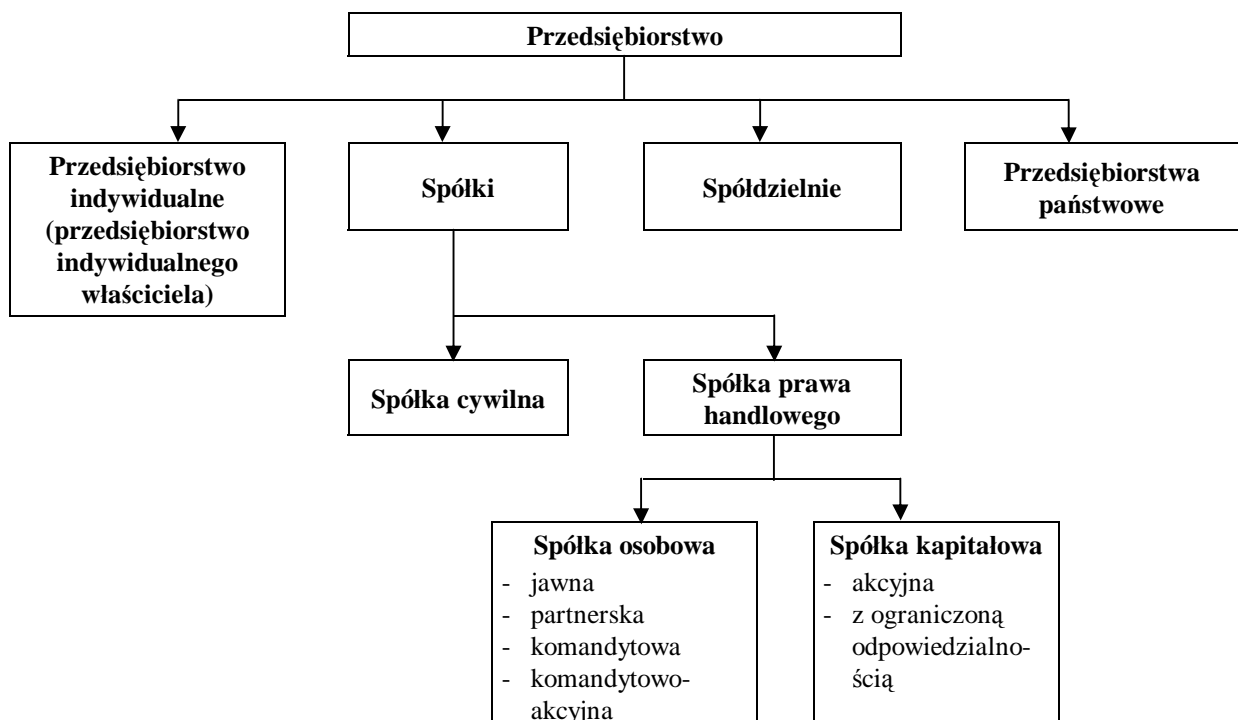 Przedsiębiorstwo
Przedsiębiorstwo
indywidualne
(przedsiębiorstwo
indywidualnego
właściciela)
Spółki
Spółdzielnie
Przedsiębiorstwa
państwowe
Spółka cywilna
Spółka prawa
handlowego
Spółka osobowa
- jawna
- partnerska
- komandytowa
- komandytowo-
akcyjna
Spółka kapitałowa
- akcyjna
- z ograniczoną
odpowiedzialno-
ścią